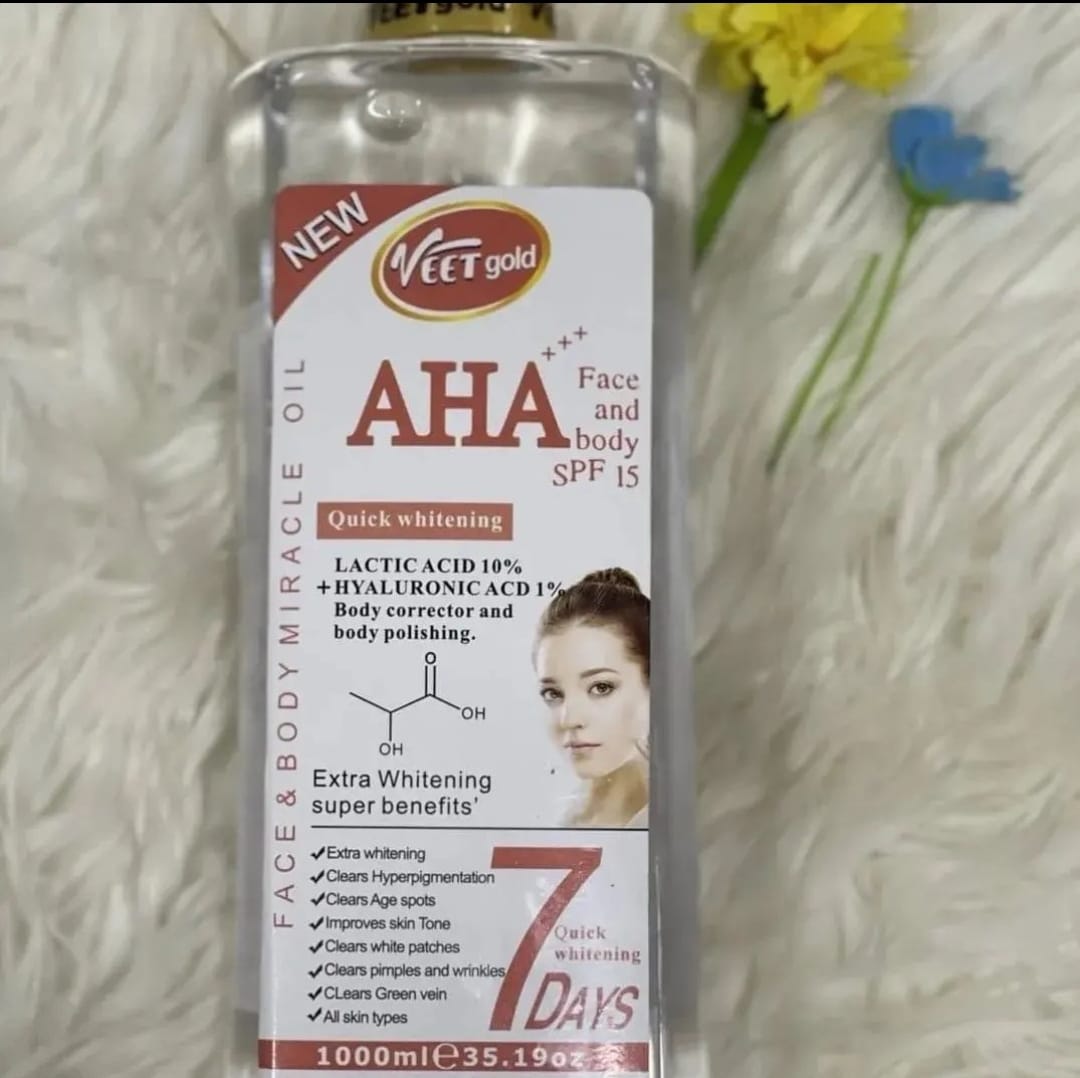 VEET gold
NEW
VEET gold
AHA+++
Face
and
body
SPF 15
FACE & BODY MIRACLE OIL
Quick whitening
LACTIC ACID 10%
+HYALURONIC ACD 1%
Body corrector and
body polishing.
O
OH
OH
Extra Whitening
super benefits'
✓Extra whitening
✓Clears Hyperpigmentation
✓Clears Age spots
✓Improves skin Tone
✓Clears white patches
✓Clears pimples and wrinkles
✓CLears Green vein
✓All skin types
7
Quick
whitening
DAYS
1000ml℮35.19oz